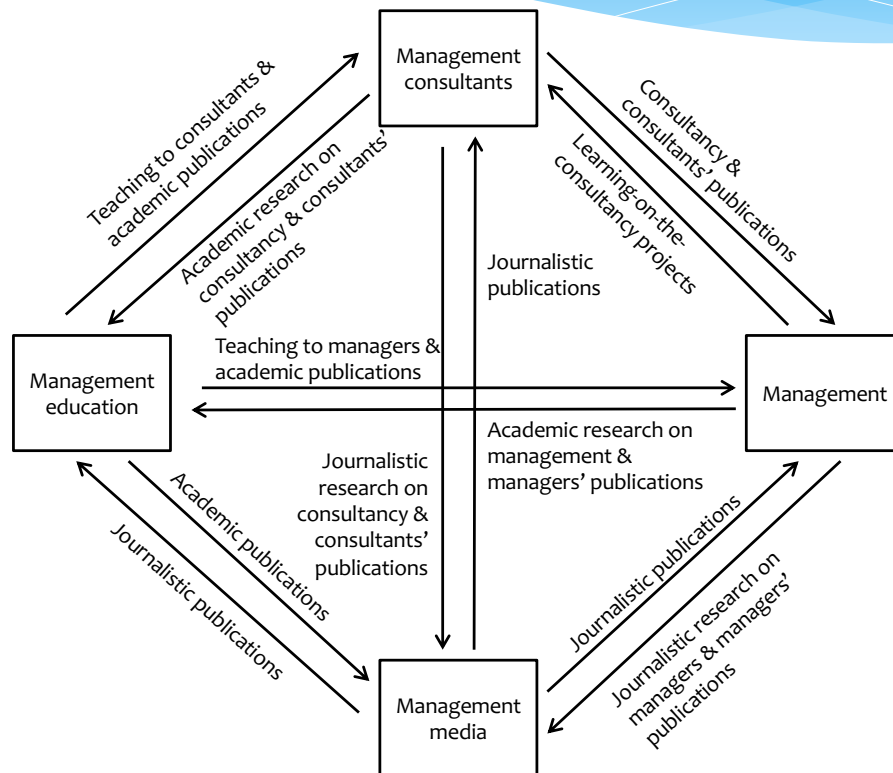 Management
consultants
Teaching to consultants &
academic publications
Academic research on
consultancy & consultants'
publications
Consultancy &
consultants' publications
Learning-on-the-
consultancy projects
Journalistic
publications
Management
education
Teaching to managers &
academic publications
Management
Academic research on
management &
managers' publications
Journalistic
research on
consultancy &
consultants'
publications
Academic publications
Journalistic publications
Journalistic publications
Journalistic research on
managers & managers'
publications
Management
media